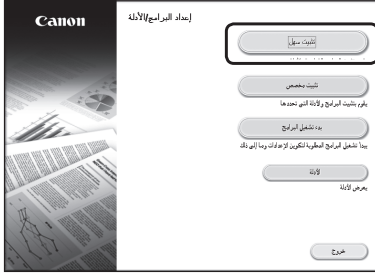 Canon
إعداد البرامج/الأدلة
تثبيت سهل
تثبيت مخصص
يقوم بتثبيت البرامج والأدلة التي تحددها
بدء تشغيل البرامج
يبدأ تشغيل البرامج المطلوبة لتكوين الإعدادات وما إلى ذلك
الأدلة
يعرض الأدلة
خروج